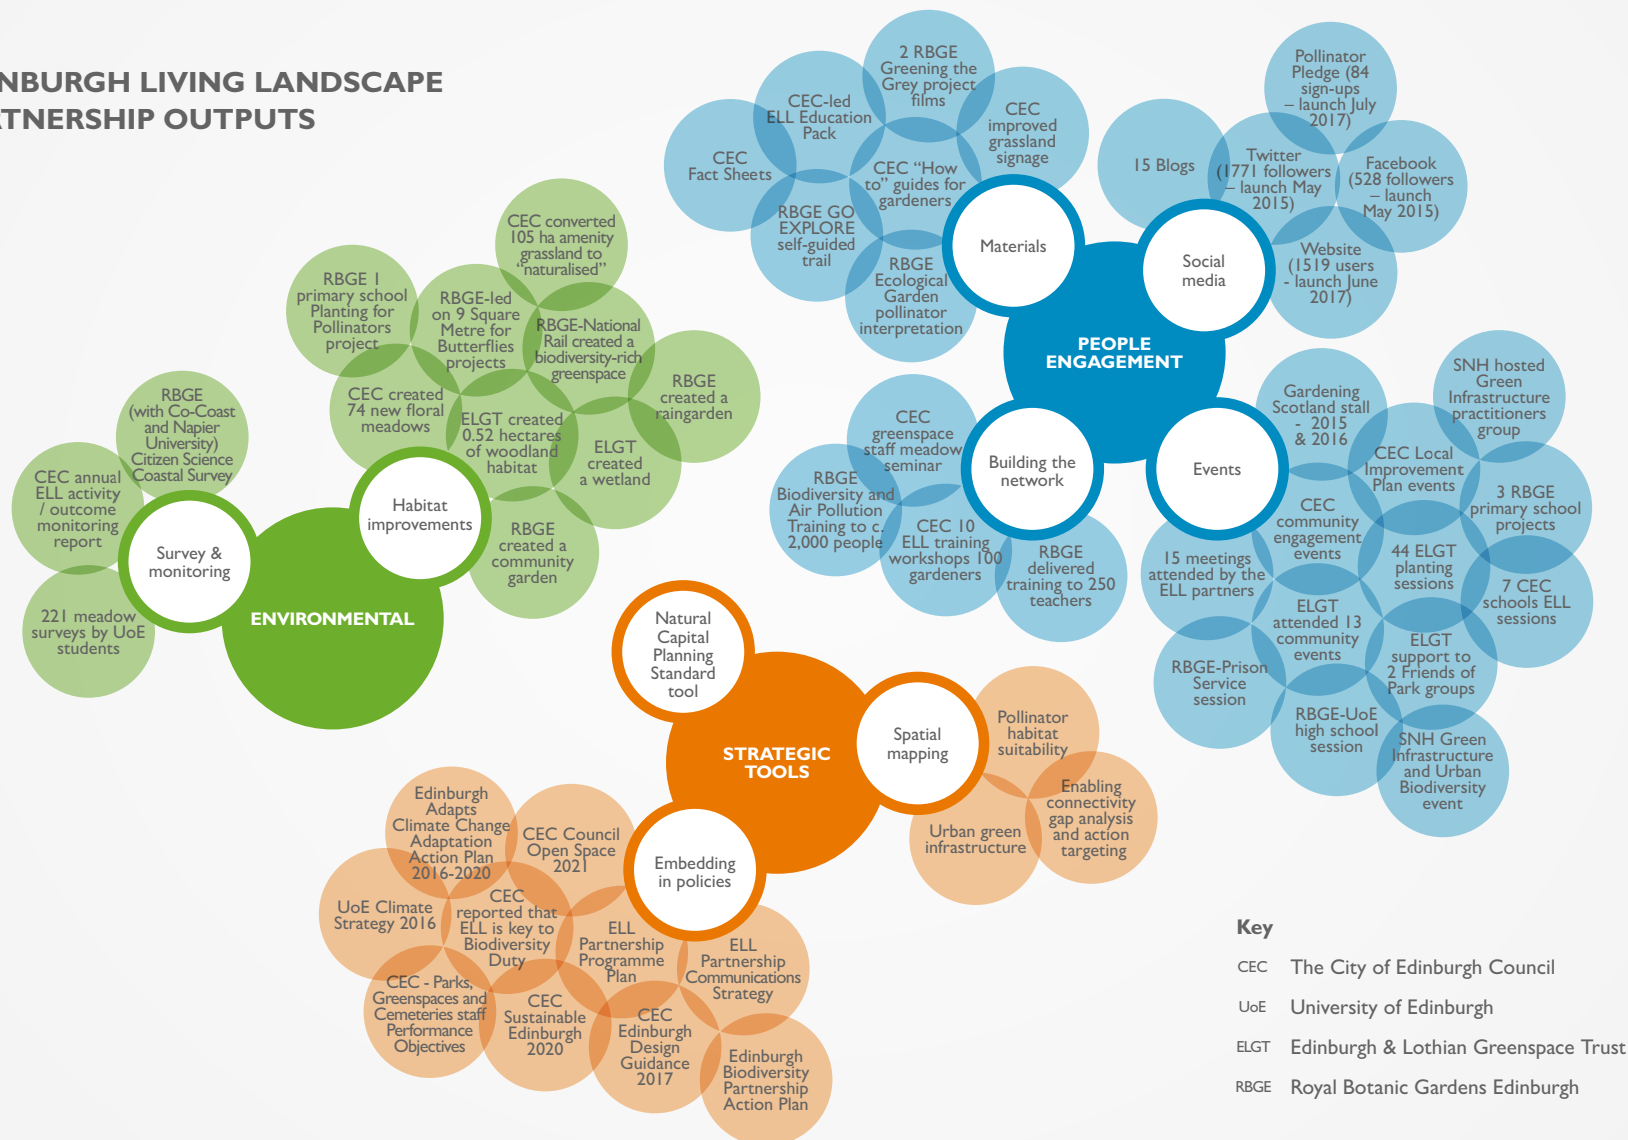 NBURGH LIVING LANDSCAPE
TNERSHIP OUTPUTS
2 RBGE
Greening the
Grey project
films
CEC-led
ELL Education
Pack
CEC
improved
grassland
signage
CEC
Fact Sheets
CEC “How
to” guides for
gardeners
RBGE GO
EXPLORE
self-guided
trail
RBGE
Ecological
Garden
pollinator
interpretation
Materials
Pollinator
Pledge (84
sign-ups
– launch July
2017)
15 Blogs
Twitter
(1771 followers
– launch May
2015)
Facebook
(528 followers
– launch
May 2015)
Website
(1519 users
- launch June
2017)
Social
media
PEOPLE
ENGAGEMENT
CEC
greenspace
staff meadow
seminar
RBGE
Biodiversity and
Air Pollution
Training to c.
2,000 people
CEC 10
ELL training
workshops 100
gardeners
RBGE
delivered
training to 250
teachers
Building the
network
Events
Gardening
Scotland stall
- 2015
& 2016
SNH hosted
Green
Infrastructure
practitioners
group
CEC Local
Improvement
Plan events
3 RBGE
primary school
projects
CEC
community
engagement
events
44 ELGT
planting
sessions
15 meetings
attended by the
ELL partners
7 CEC
schools ELL
sessions
ELGT
attended 13
community
events
ELGT
support to
2 Friends of
Park groups
RBGE-Prison
Service
session
RBGE-UoE
high school
session
SNH Green
Infrastructure
and Urban
Biodiversity
event
CEC converted
105 ha amenity
grassland to
“naturalised”
RBGE 1
primary school
Planting for
Pollinators
project
RBGE-led
on 9 Square
Metre for
Butterflies
projects
RBGE-National
Rail created a
biodiversity-rich
greenspace
RBGE
created a
raingarden
CEC created
74 new floral
meadows
ELGT created
0.52 hectares
of woodland
habitat
ELGT
created
a wetland
RBGE
created a
community
garden
Habitat
improvements
RBGE
(with Co-Coast
and Napier
University)
Citizen Science
Coastal Survey
CEC annual
ELL activity
/ outcome
monitoring
report
221 meadow
surveys by UoE
students
Survey &
monitoring
ENVIRONMENTAL
Natural
Capital
Planning
Standard
tool
STRATEGIC
TOOLS
Spatial
mapping
Pollinator
habitat
suitability
Enabling
connectivity
gap analysis
and action
targeting
Urban green
infrastructure
Embedding
in policies
Edinburgh
Adapts
Climate Change
Adaptation
Action Plan
2016-2020
CEC Council
Open Space
2021
UoE Climate
Strategy 2016
CEC
reported that
ELL is key to
Biodiversity
Duty
ELL
Partnership
Programme
Plan
ELL
Partnership
Communications
Strategy
CEC - Parks,
Greenspaces and
Cemeteries staff
Performance
Objectives
CEC
Sustainable
Edinburgh
2020
CEC
Edinburgh
Design
Guidance
2017
Edinburgh
Biodiversity
Partnership
Action Plan
Key
CEC The City of Edinburgh Council
UoE University of Edinburgh
ELGT Edinburgh & Lothian Greenspace Trust
RBGE Royal Botanic Gardens Edinburgh